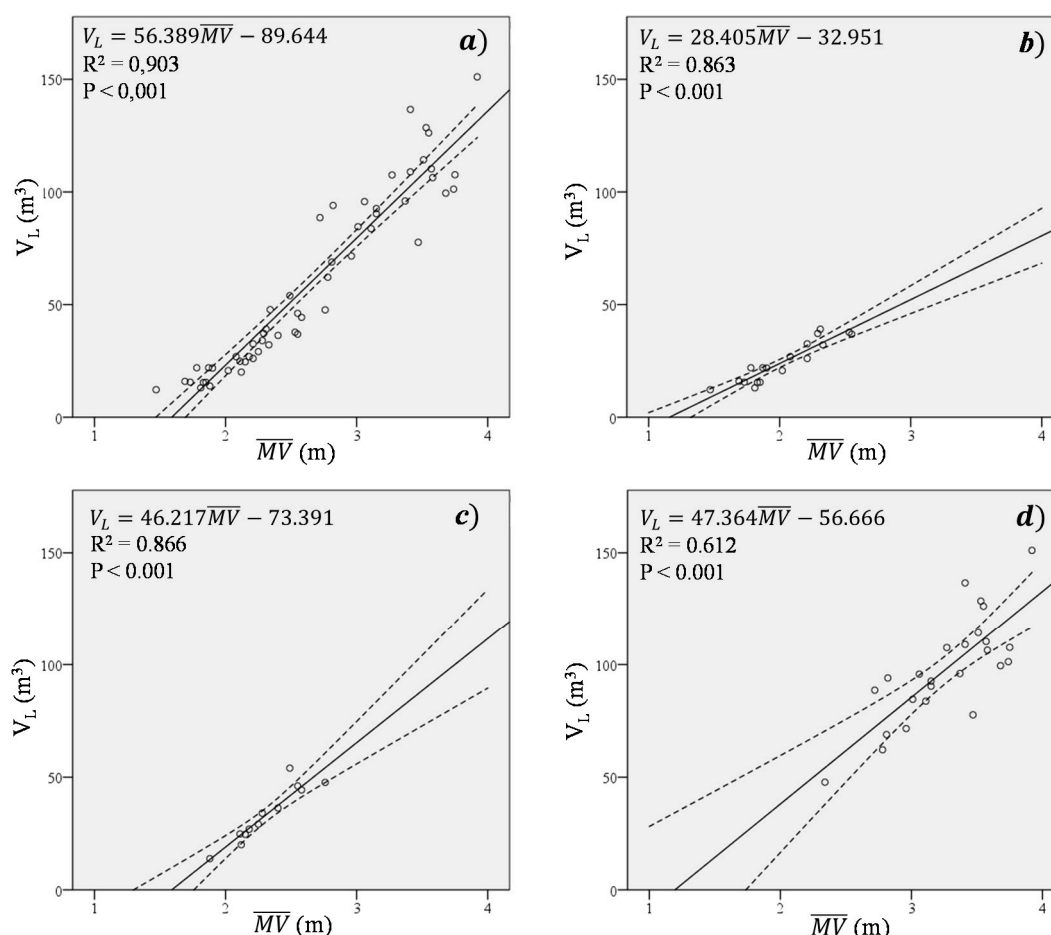 V_L = 56.389\overline{MV} − 89.644
a)
R² = 0,903
P < 0,001
150
100
50
0
V_L (m³)
1 2 3 4
\overline{MV} (m)
V_L = 28.405\overline{MV} − 32.951
b)
R² = 0.863
P < 0.001
150
100
50
0
V_L (m³)
1 2 3 4
\overline{MV} (m)
V_L = 46.217\overline{MV} − 73.391
c)
R² = 0.866
P < 0.001
150
100
50
0
V_L (m³)
1 2 3 4
\overline{MV} (m)
V_L = 47.364\overline{MV} − 56.666
d)
R² = 0.612
P < 0.001
150
100
50
0
V_L (m³)
1 2 3 4
\overline{MV} (m)